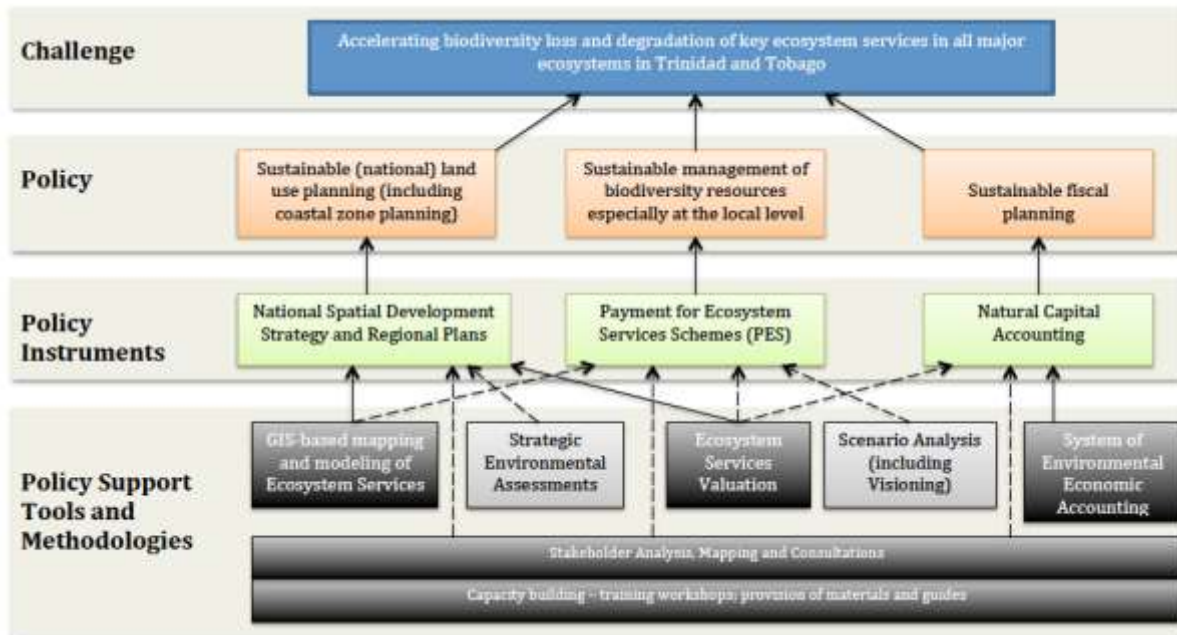 Challenge
Accelerating biodiversity loss and degradation of key ecosystem services in all major
ecosystems in Trinidad and Tobago
Policy
Sustainable (national) land
use planning (including
coastal zone planning)
Sustainable management of
biodiversity resources
especially at the local level
Sustainable fiscal
planning
Policy
Instruments
National Spatial Development
Strategy and Regional Plans
Payment for Ecosystem
Services Schemes (PES)
Natural Capital
Accounting
Policy Support
Tools and
Methodologies
GIS-based mapping
and modeling of
Ecosystem Services
Strategic
Environmental
Assessments
Ecosystem
Services
Valuation
Scenario Analysis
(including
Visioning)
System of
Environmental
Economic
Accounting
Stakeholder Analysis, Mapping and Consultations
Capacity building – training workshops; provision of materials and guides